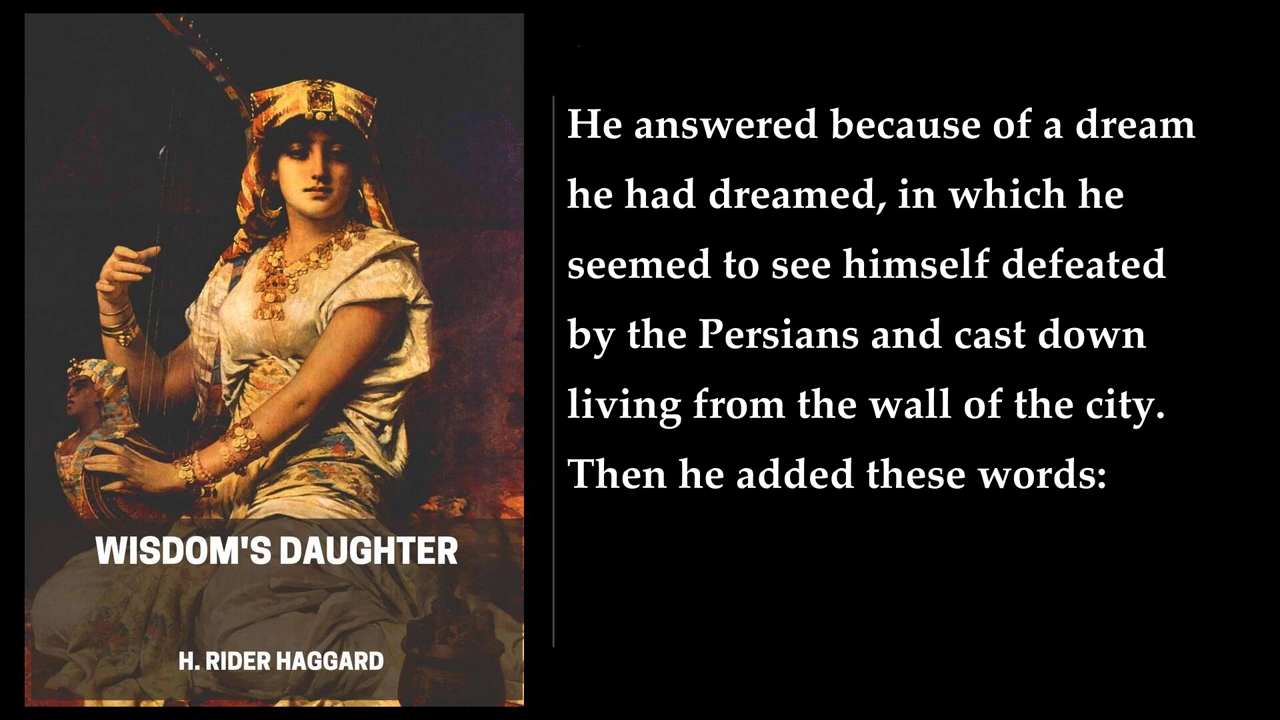 WISDOM'S DAUGHTER
H. RIDER HAGGARD
He answered because of a dream
he had dreamed, in which he
seemed to see himself defeated
by the Persians and cast down
living from the wall of the city.
Then he added these words: